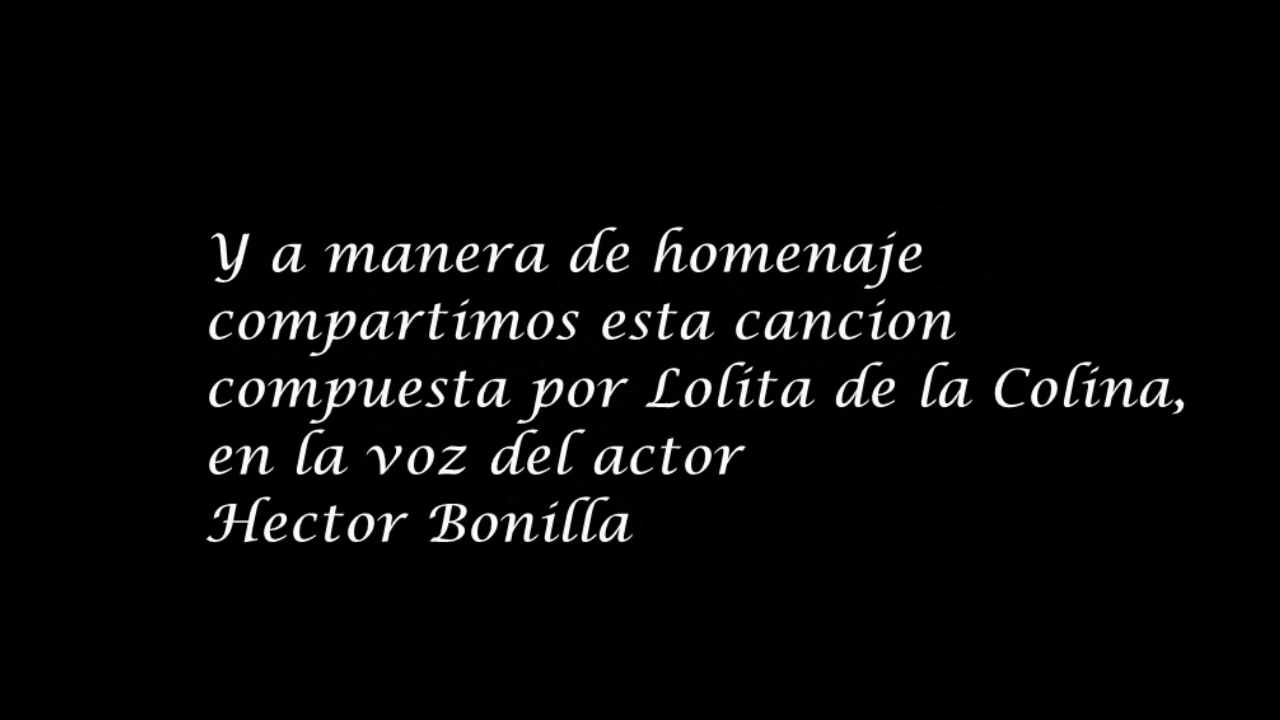 Y a manera de homenaje
compartimos esta cancion
compuesta por Lolita de la Colina,
en la voz del actor
Hector Bonilla